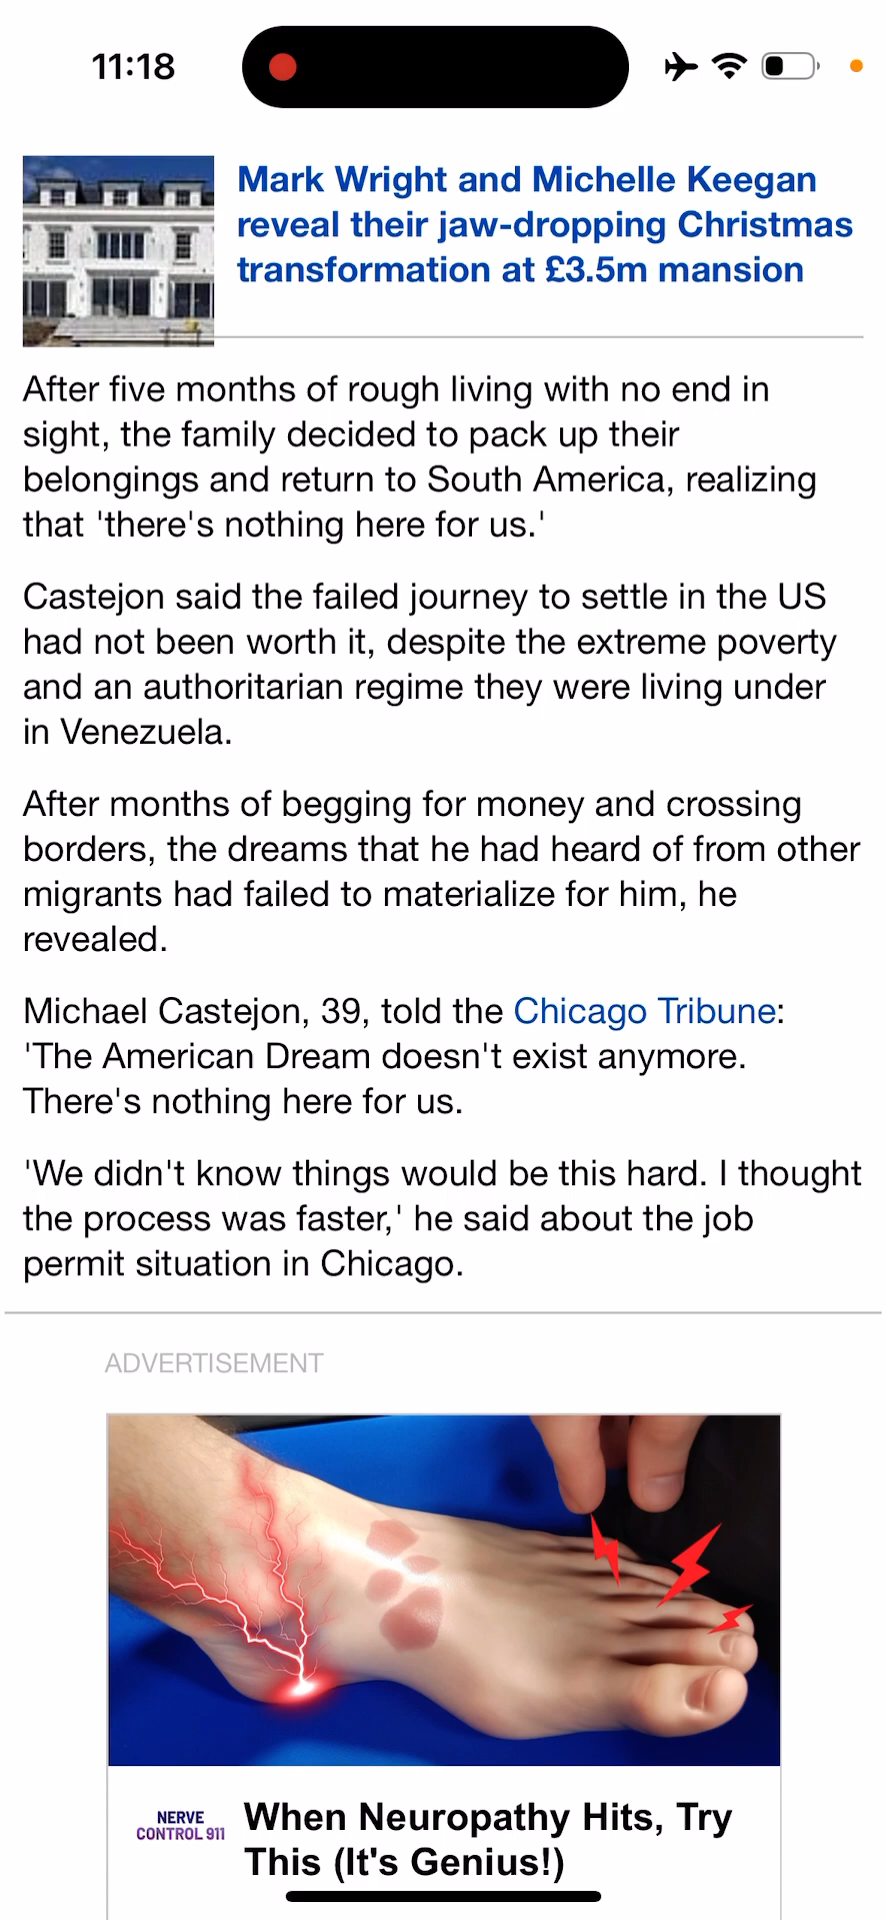 11:18
Mark Wright and Michelle Keegan
reveal their jaw-dropping Christmas
transformation at £3.5m mansion
After five months of rough living with no end in
sight, the family decided to pack up their
belongings and return to South America, realizing
that 'there's nothing here for us.'
Castejon said the failed journey to settle in the US
had not been worth it, despite the extreme poverty
and an authoritarian regime they were living under
in Venezuela.
After months of begging for money and crossing
borders, the dreams that he had heard of from other
migrants had failed to materialize for him, he
revealed.
Michael Castejon, 39, told the Chicago Tribune:
'The American Dream doesn't exist anymore.
There's nothing here for us.
'We didn't know things would be this hard. I thought
the process was faster,' he said about the job
permit situation in Chicago.
ADVERTISEMENT
NERVE
CONTROL 911
When Neuropathy Hits, Try
This (It's Genius!)